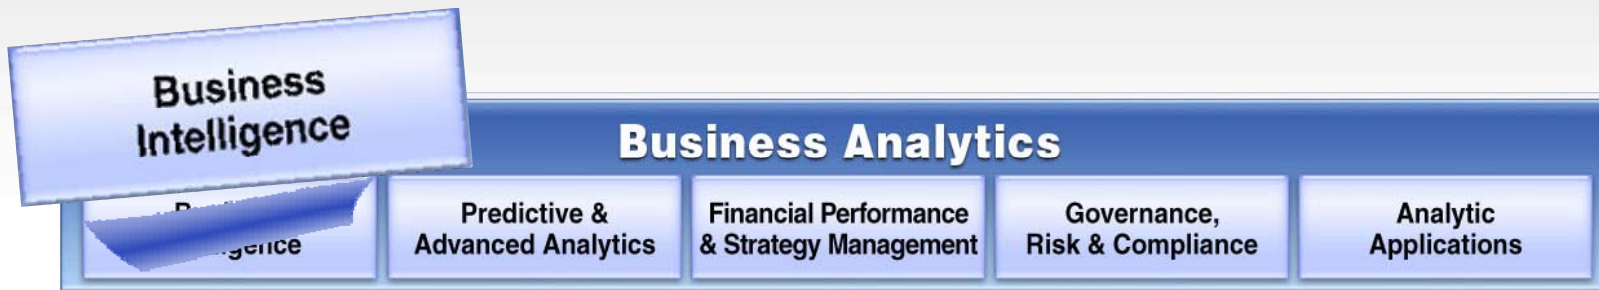 Business
Intelligence
Business Analytics
Predictive &
Advanced Analytics
Financial Performance
& Strategy Management
Governance,
Risk & Compliance
Analytic
Applications